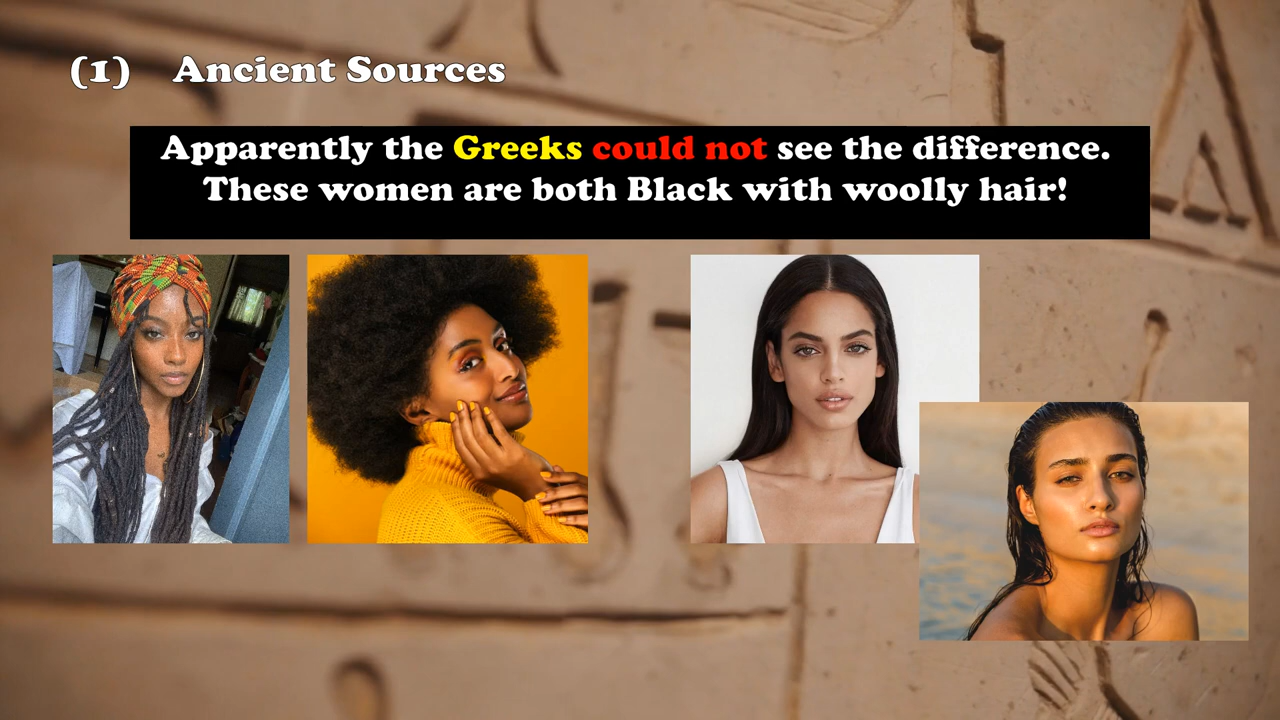 (1) Ancient Sources
Apparently the Greeks could not see the difference.
These women are both Black with woolly hair!